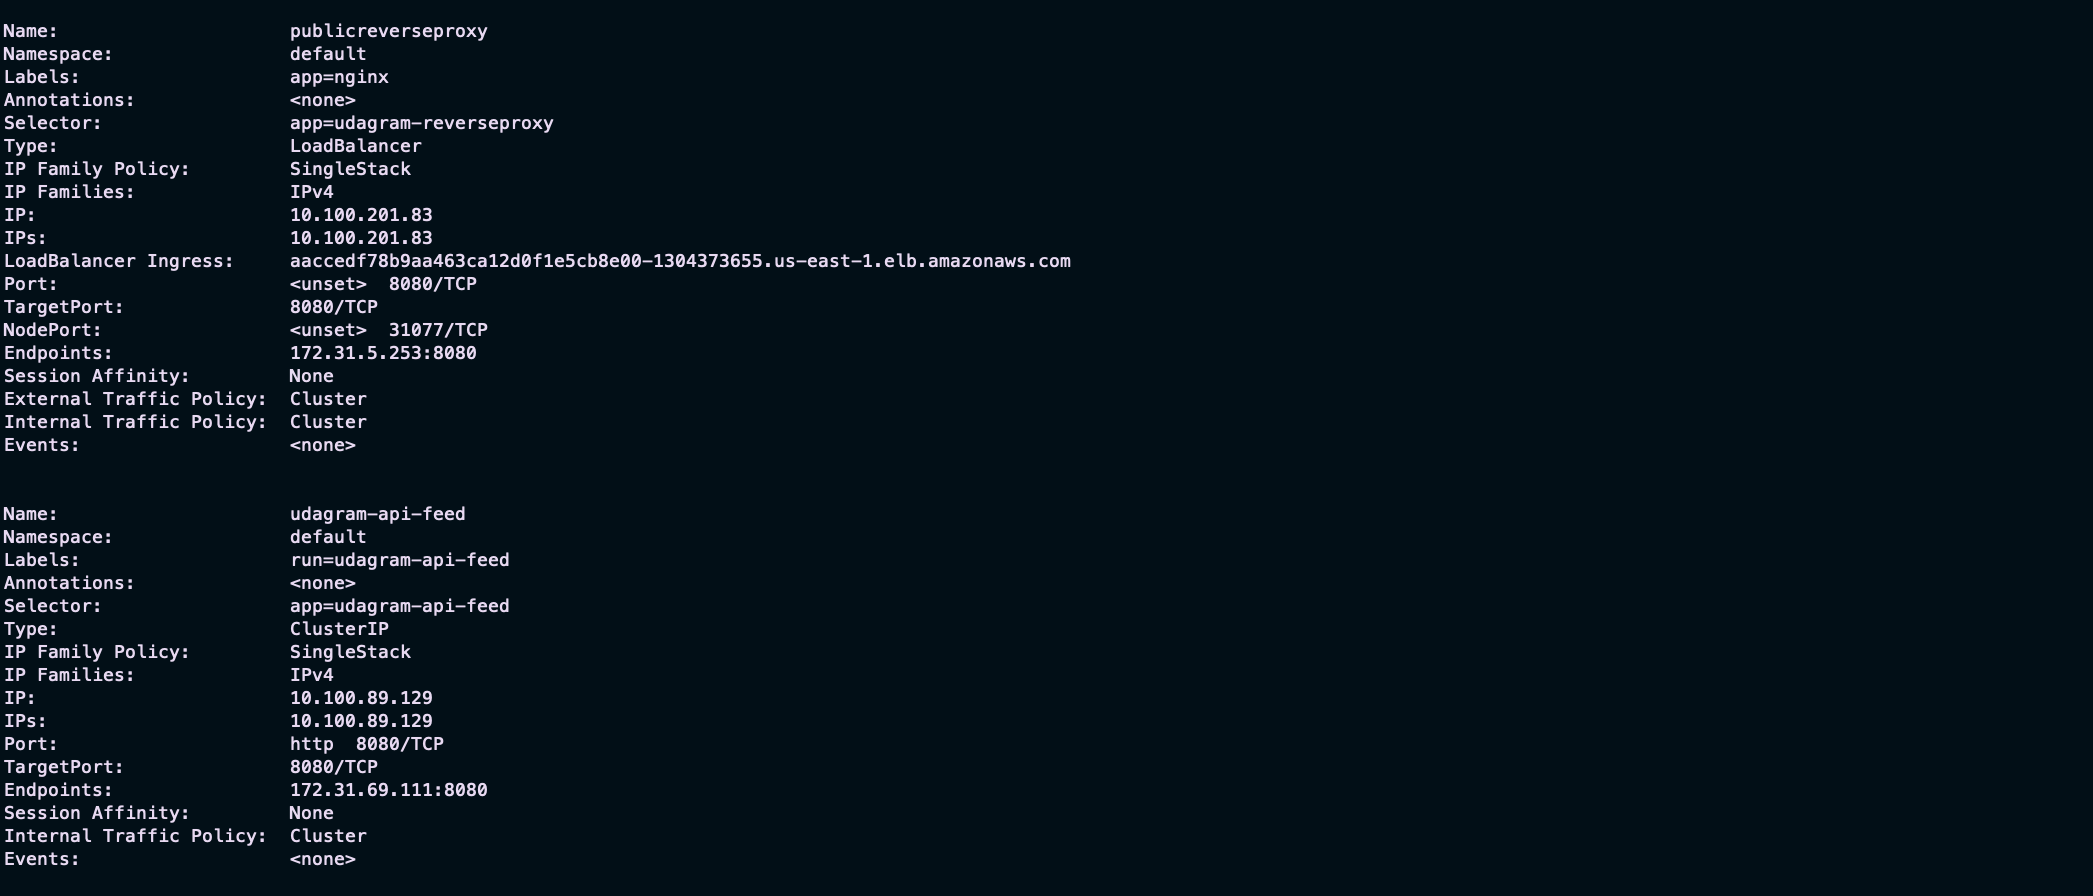 Name:                     publicreverseproxy
Namespace:                default
Labels:                   app=nginx
Annotations:              <none>
Selector:                 app=udagram-reverseproxy
Type:                     LoadBalancer
IP Family Policy:         SingleStack
IP Families:              IPv4
IP:                       10.100.201.83
IPs:                      10.100.201.83
LoadBalancer Ingress:     aaccedf78b9aa463ca12d0f1e5cb8e00-1304373655.us-east-1.elb.amazonaws.com
Port:                     <unset>  8080/TCP
TargetPort:               8080/TCP
NodePort:                 <unset>  31077/TCP
Endpoints:                172.31.5.253:8080
Session Affinity:         None
External Traffic Policy:  Cluster
Internal Traffic Policy:  Cluster
Events:                   <none>
Name:                     udagram-api-feed
Namespace:                default
Labels:                   run=udagram-api-feed
Annotations:              <none>
Selector:                 app=udagram-api-feed
Type:                     ClusterIP
IP Family Policy:         SingleStack
IP Families:              IPv4
IP:                       10.100.89.129
IPs:                      10.100.89.129
Port:                     http  8080/TCP
TargetPort:               8080/TCP
Endpoints:                172.31.69.111:8080
Session Affinity:         None
Internal Traffic Policy:  Cluster
Events:                   <none>